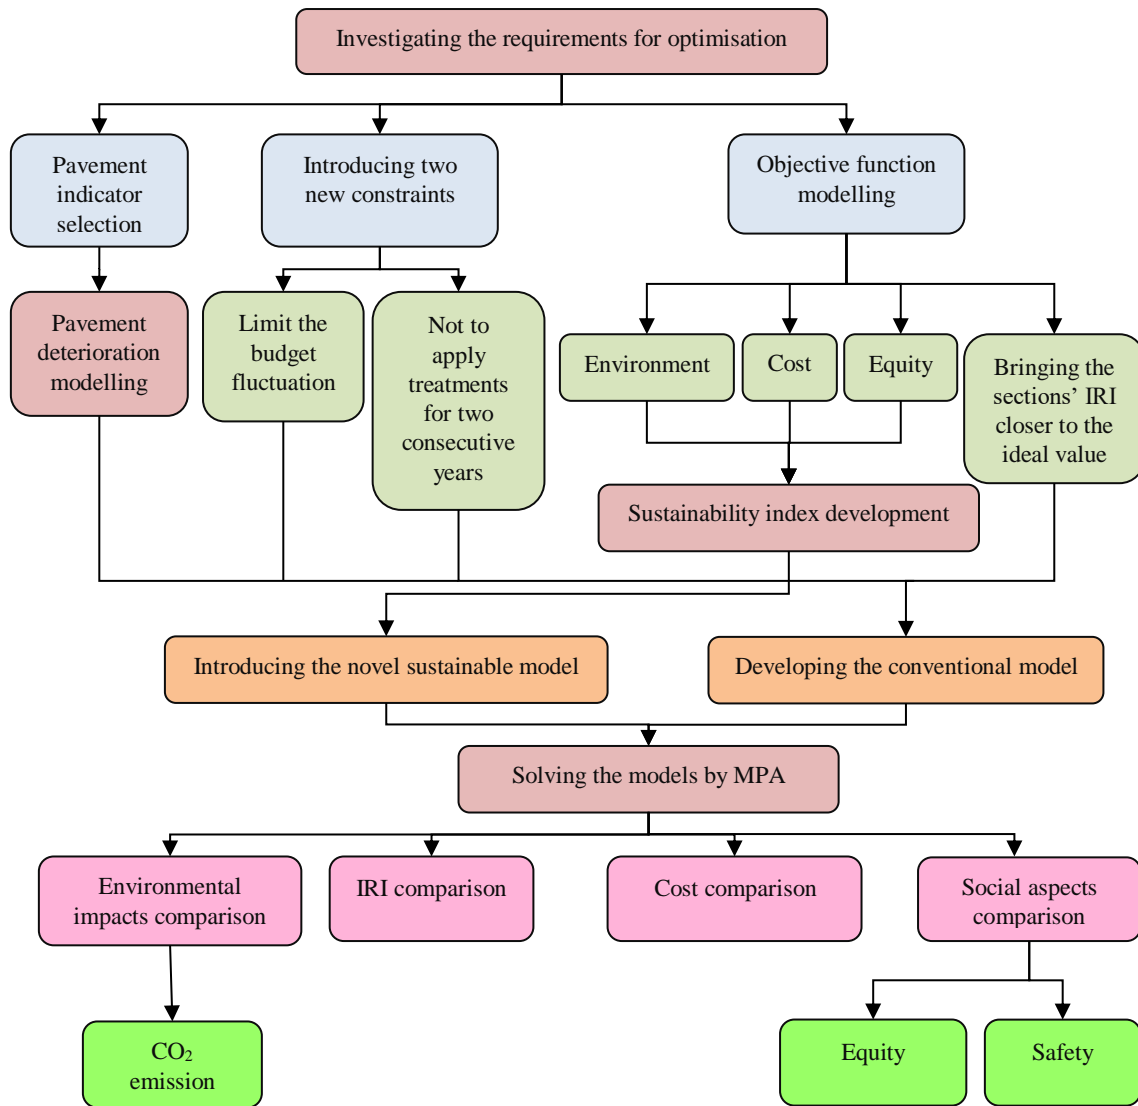 Investigating the requirements for optimisation
Pavement
indicator
selection
Introducing two
new constraints
Objective function
modelling
Pavement
deterioration
modelling
Limit the
budget
fluctuation
Not to
apply
treatments
for two
consecutive
years
Environment
Cost
Equity
Bringing the
sections’ IRI
closer to the
ideal value
Sustainability index development
Introducing the novel sustainable model
Developing the conventional model
Solving the models by MPA
Environmental
impacts comparison
IRI comparison
Cost comparison
Social aspects
comparison
CO₂
emission
Equity
Safety